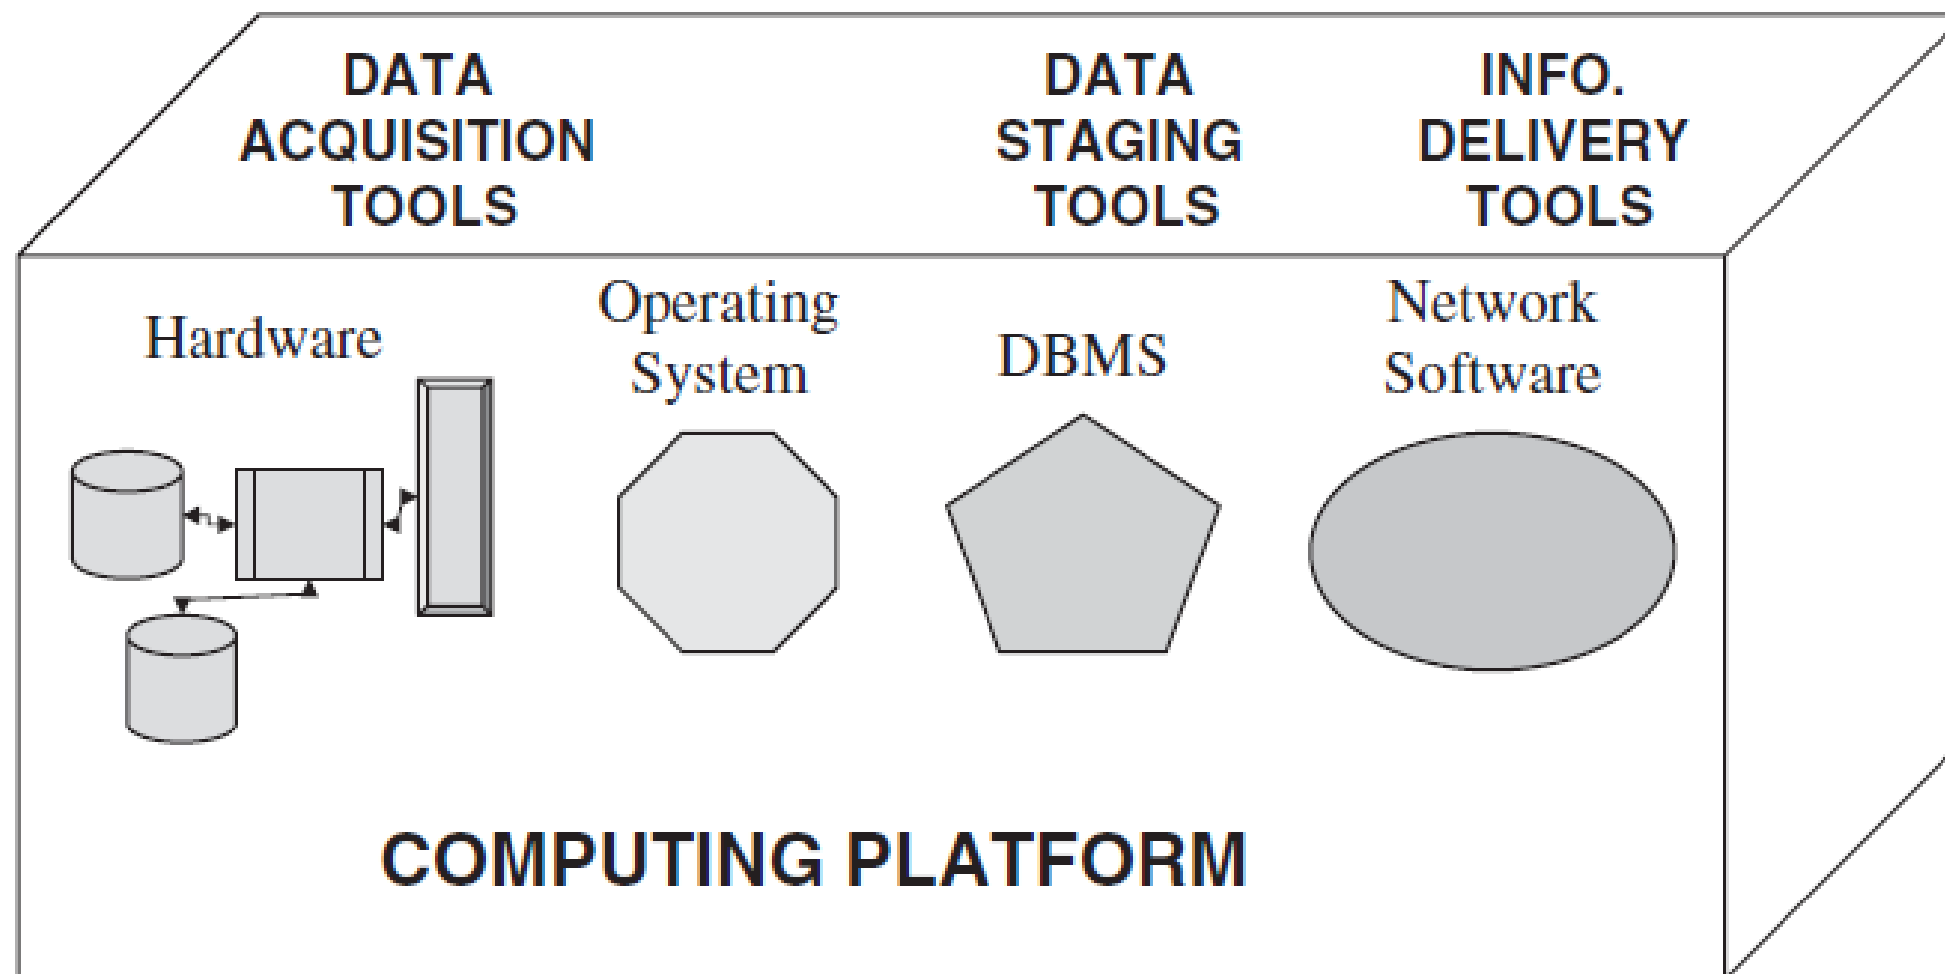 DATA
ACQUISITION
TOOLS
DATA
STAGING
TOOLS
INFO.
DELIVERY
TOOLS
Hardware
Operating
System
DBMS
Network
Software
COMPUTING PLATFORM